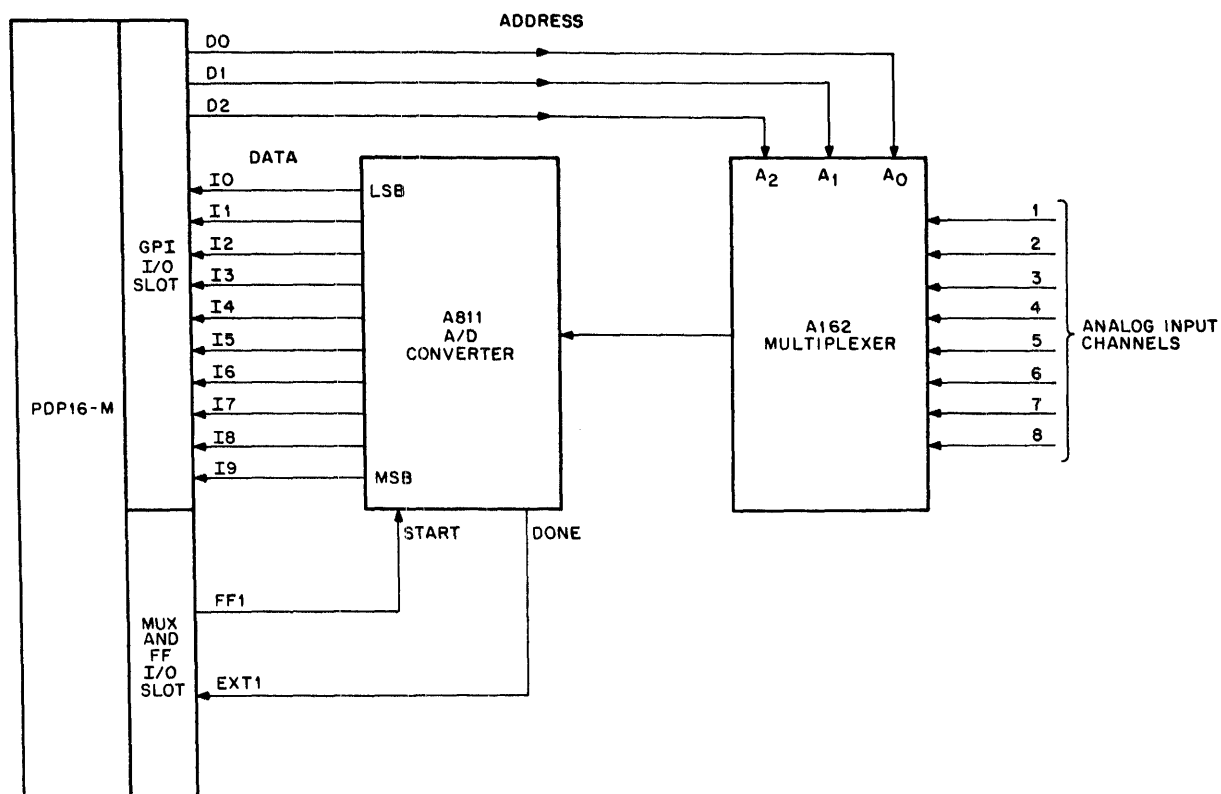 ADDRESS
D0
D1
D2
DATA
I0
I1
I2
I3
I4
I5
I6
I7
I8
I9
PDP16-M
GPI
I/O
SLOT
MUX
AND
FF
I/O
SLOT
LSB
A811
A/D
CONVERTER
MSB
START
DONE
FF1
EXT1
A2 A1 A0
A162
MULTIPLEXER
1
2
3
4
5
6
7
8
ANALOG INPUT
CHANNELS